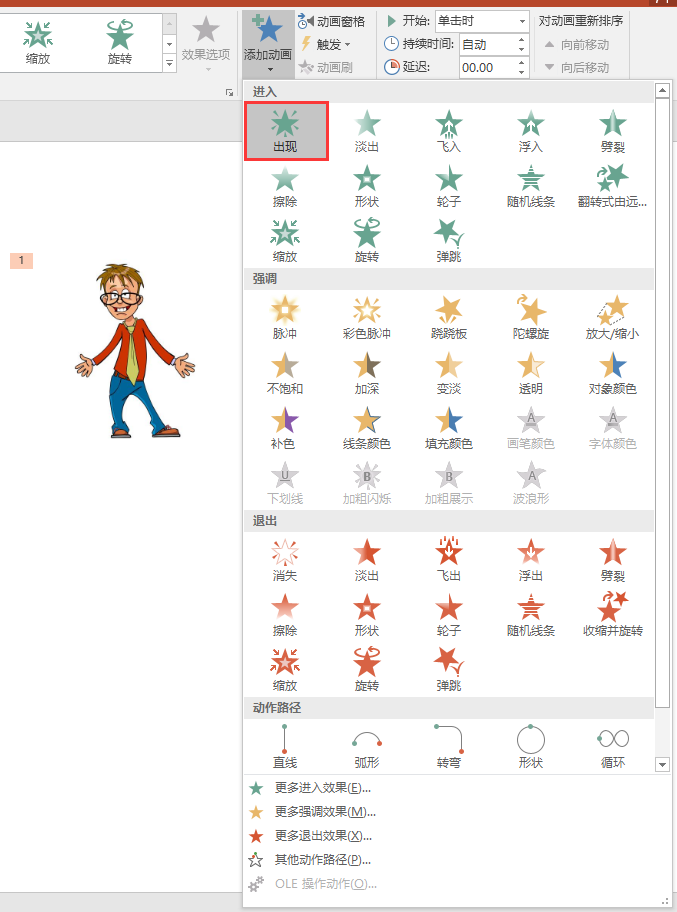 动画窗格 开始: 单击时 对动画重新排序
缩放 旋转 效果选项 添加动画 触发 持续时间: 自动 向前移动
动画刷 延迟: 00.00 向后移动
进入
出现 淡出 飞入 浮入 劈裂
擦除 形状 轮子 随机线条 翻转式由远...
缩放 旋转 弹跳
1
强调
脉冲 彩色脉冲 跷跷板 陀螺旋 放大/缩小
不饱和 加深 变淡 透明 对象颜色
补色 线条颜色 填充颜色 画笔颜色 字体颜色
下划线 加粗闪烁 加粗展示 波浪形
退出
消失 淡出 飞出 浮出 劈裂
擦除 形状 轮子 随机线条 收缩并旋转
缩放 旋转 弹跳
动作路径
直线 弧形 转弯 形状 循环
更多进入效果(E)...
更多强调效果(M)...
更多退出效果(X)...
其他动作路径(P)...
OLE 操作动作(O)...